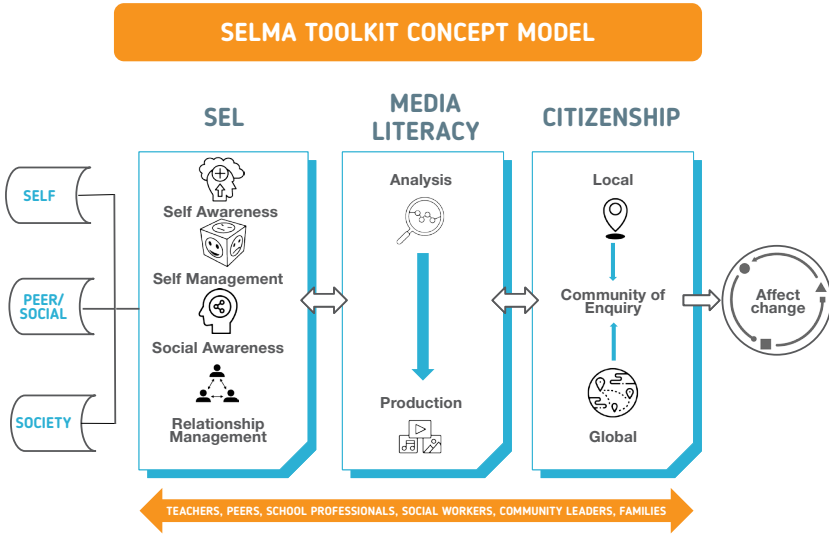 SELMA TOOLKIT CONCEPT MODEL
SEL
MEDIA
LITERACY
CITIZENSHIP
SELF
PEER/
SOCIAL
SOCIETY
Self Awareness
Self Management
Social Awareness
Relationship
Management
Analysis
Production
Local
Community of
Enquiry
Global
Affect
change
TEACHERS, PEERS, SCHOOL PROFESSIONALS, SOCIAL WORKERS, COMMUNITY LEADERS, FAMILIES